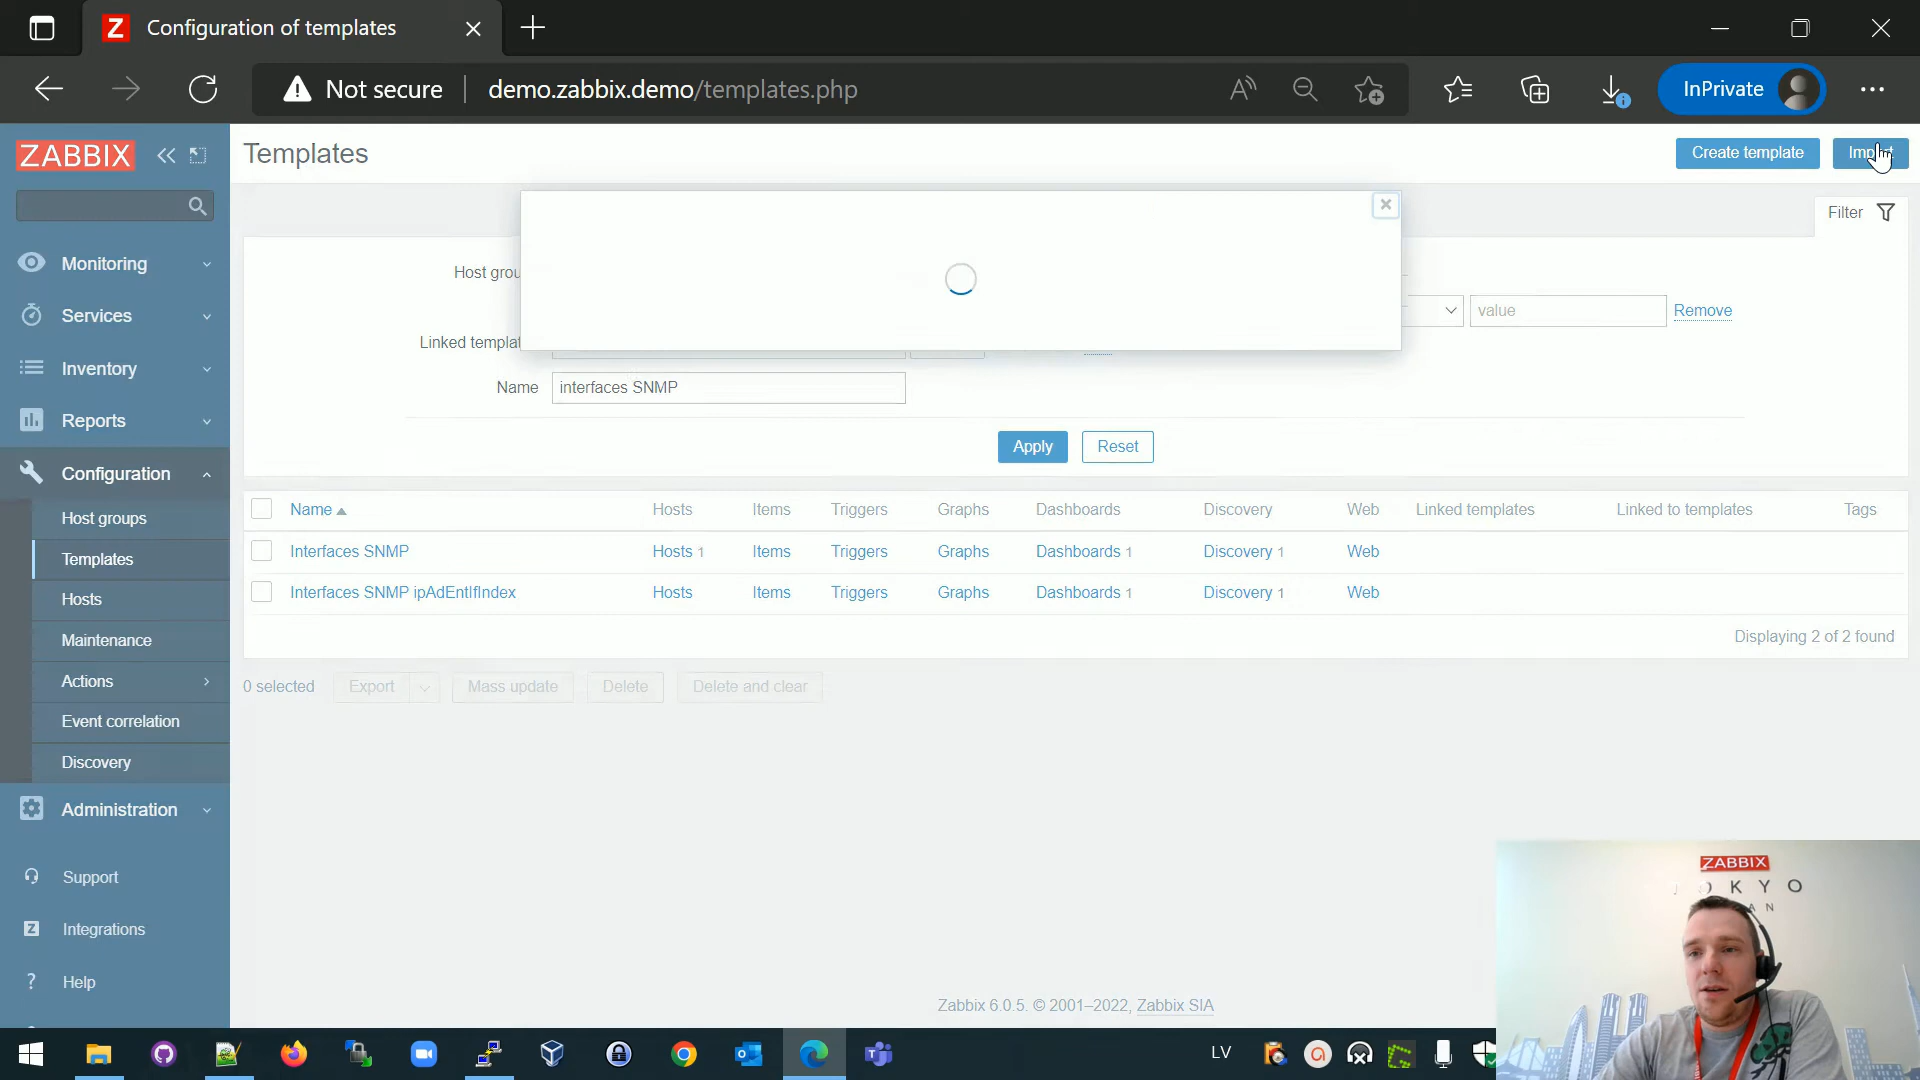 Configuration of templates
Not secure
demo.zabbix.demo/templates.php
InPrivate
ZABBIX
Templates
Create template
Filter
Monitoring
Services
Inventory
Reports
Configuration
Host groups
Templates
Hosts
Maintenance
Actions
Event correlation
Discovery
Administration
Support
Integrations
Help
value
Remove
Name
interfaces SNMP
Apply
Reset
Name Hosts Items Triggers Graphs Dashboards Discovery Web Linked templates Linked to templates Tags
Interfaces SNMP Hosts 1 Items Triggers Graphs Dashboards 1 Discovery 1 Web
Interfaces SNMP ipAdEntIfIndex Hosts Items Triggers Graphs Dashboards 1 Discovery 1 Web
Displaying 2 of 2 found
0 selected Export Mass update Delete Delete and clear
Zabbix 6.0.5. © 2001–2022, Zabbix SIA
ZABBIX
LV